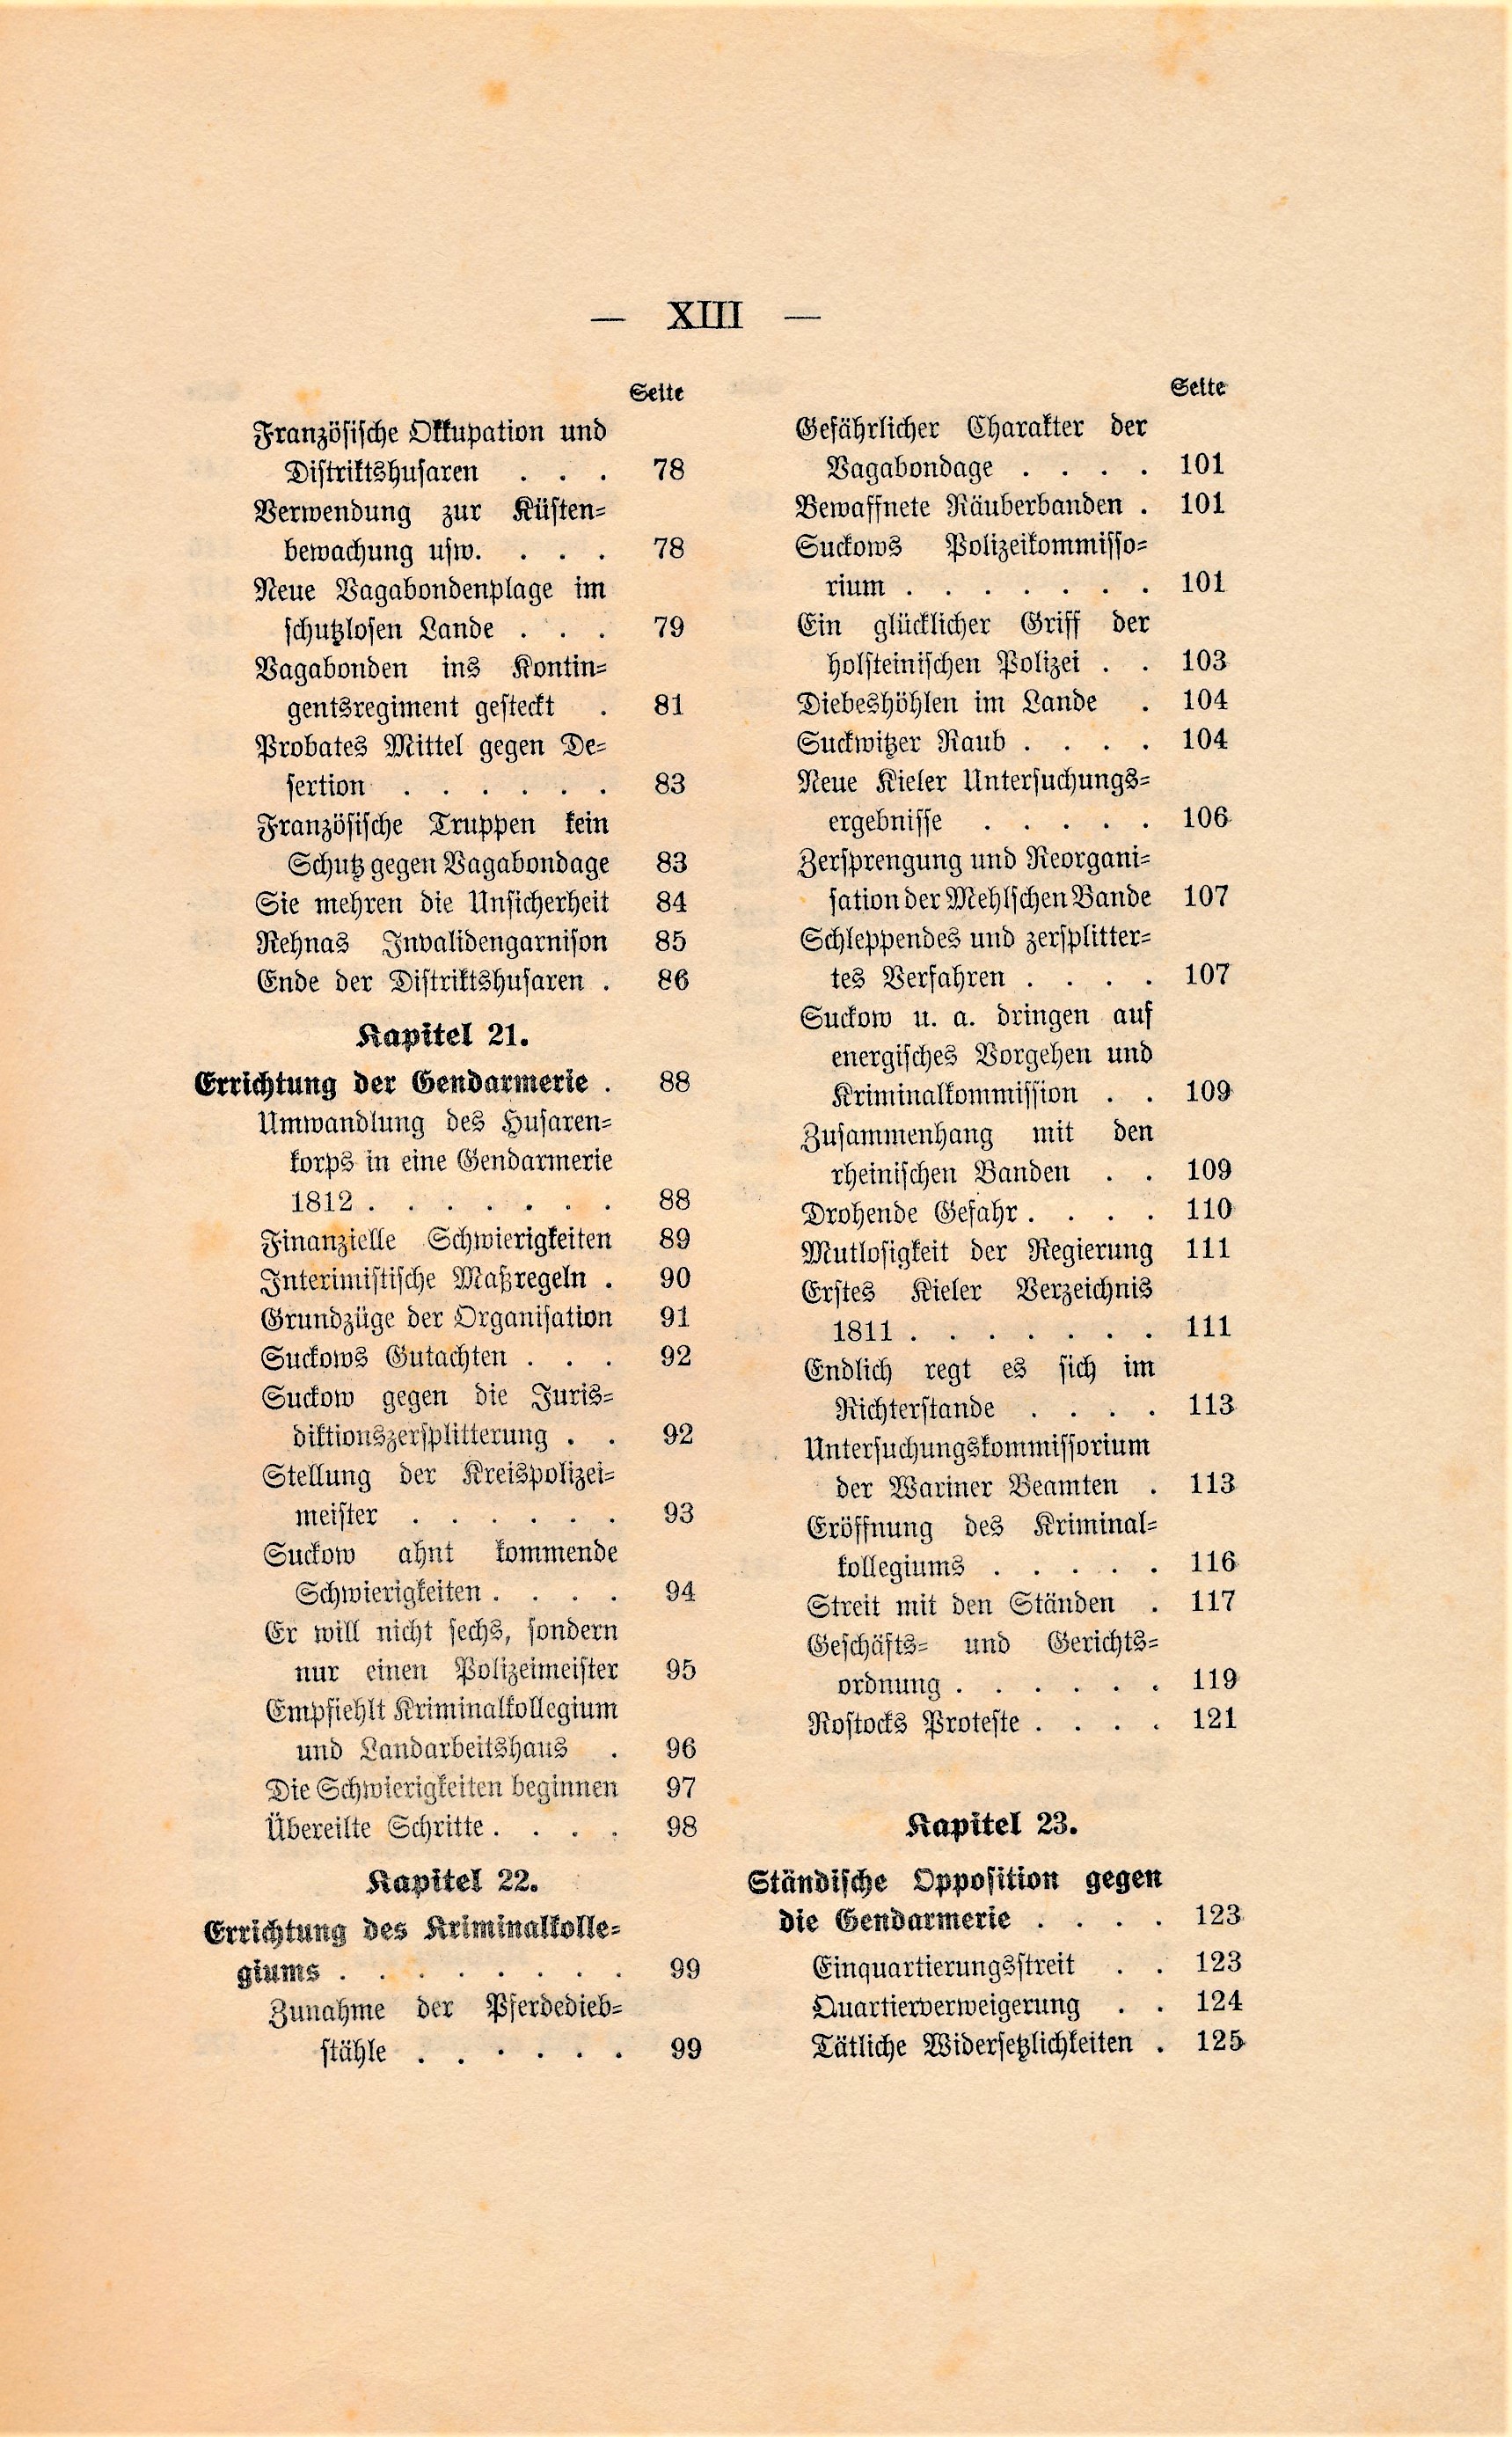 — XIII —
Seite
Französische Okkupation und
Distriktshusaren . . . 78
Verwendung zur Küsten=
bewachung usw. . . . 78
Neue Vagabondenplage im
schutzlosen Lande . . . 79
Vagabonden ins Kontin=
gentsregiment gesteckt . 81
Probates Mittel gegen De=
sertion . . . . . . 83
Französische Truppen kein
Schutz gegen Vagabondage 83
Sie mehren die Unsicherheit 84
Rehnas Invalidengarnison 85
Ende der Distriktshusaren . 86
Kapitel 21.
Errichtung der Gendarmerie . 88
Umwandlung des Husaren=
korps in eine Gendarmerie
1812 . . . . . . . 88
Finanzielle Schwierigkeiten 89
Interimistische Maßregeln . 90
Grundzüge der Organisation 91
Suckows Gutachten . . . 92
Suckow gegen die Juris=
diktionszersplitterung . . 92
Stellung der Kreispolizei=
meister . . . . . . 93
Suckow ahnt kommende
Schwierigkeiten . . . . 94
Er will nicht sechs, sondern
nur einen Polizeimeister 95
Empfiehlt Kriminalkollegium
und Landarbeitshaus . 96
Die Schwierigkeiten beginnen 97
Übereilte Schritte . . . . 98
Kapitel 22.
Errichtung des Kriminalkolle=
giums . . . . . . . . 99
Zunahme der Pferdedieb=
stähle . . . . . . 99
Seite
Gefährlicher Charakter der
Vagabondage . . . . 101
Bewaffnete Räuberbanden . 101
Suckows Polizeikommisso=
rium . . . . . . . 101
Ein glücklicher Griff der
holsteinischen Polizei . . 103
Diebeshöhlen im Lande . 104
Suckwitzer Raub . . . . 104
Neue Kieler Untersuchungs=
ergebnisse . . . . . 106
Zersprengung und Reorgani=
sation der Mehlschen Bande 107
Schleppendes und zersplitter=
tes Verfahren . . . . 107
Suckow u. a. dringen auf
energisches Vorgehen und
Kriminalkommission . . 109
Zusammenhang mit den
rheinischen Banden . . 109
Drohende Gefahr . . . . 110
Mutlosigkeit der Regierung 111
Erstes Kieler Verzeichnis
1811 . . . . . . . 111
Endlich regt es sich im
Richterstande . . . . 113
Untersuchungskommissorium
der Wariner Beamten . 113
Eröffnung des Kriminal=
kollegiums . . . . . 116
Streit mit den Ständen . 117
Geschäfts= und Gerichts=
ordnung . . . . . . 119
Rostocks Proteste . . . . 121
Kapitel 23.
Ständische Opposition gegen
die Gendarmerie . . . . 123
Einquartierungsstreit . . 123
Quartierverweigerung . . 124
Tätliche Widersetzlichkeiten . 125